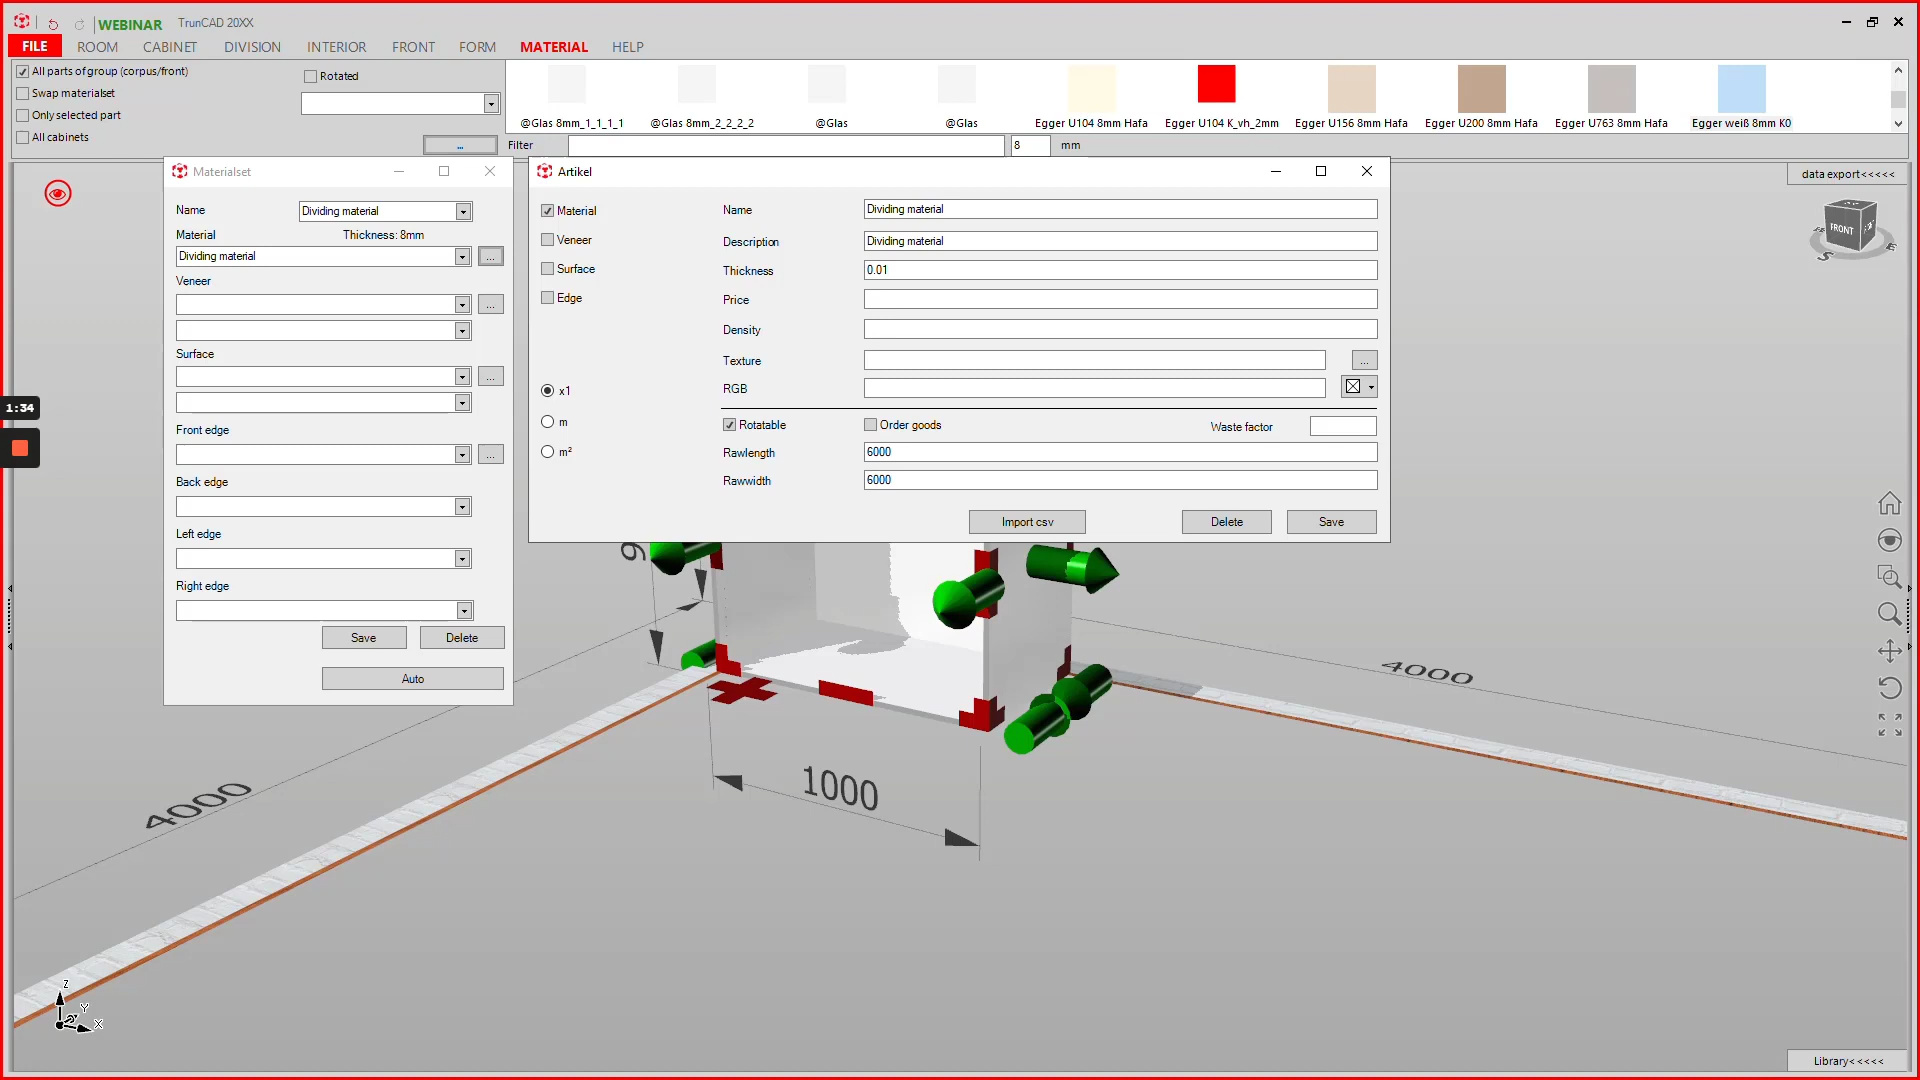 WEBINAR TrunCAD 20XX
FILE ROOM CABINET DIVISION INTERIOR FRONT FORM MATERIAL HELP
All parts of group (corpus/front)
Rotated
Swap materialset
Only selected part
All cabinets
...
@Glas 8mm_1_1_1_1
@Glas 8mm_2_2_2_2
@Glas
@Glas
Egger U104 8mm Hafa
Egger U104 K_vh_2mm
Egger U156 8mm Hafa
Egger U200 8mm Hafa
Egger U763 8mm Hafa
Egger weiß 8mm K0
Filter
8
mm
data export<<<<<
FRONT
S
E
1:34
Materialset
Name
Dividing material
Material
Thickness: 8mm
Dividing material
...
Veneer
...
Surface
...
Front edge
...
Back edge
Left edge
Right edge
Save
Delete
Auto
Artikel
Material
Veneer
Surface
Edge
x1
m
m²
Name
Dividing material
Description
Dividing material
Thickness
0.01
Price
Density
Texture
...
RGB
Rotatable
Order goods
Waste factor
Rawlength
6000
Rawwidth
6000
Import csv
Delete
Save
4000
4000
1000
Z
Y
X
Library<<<<<